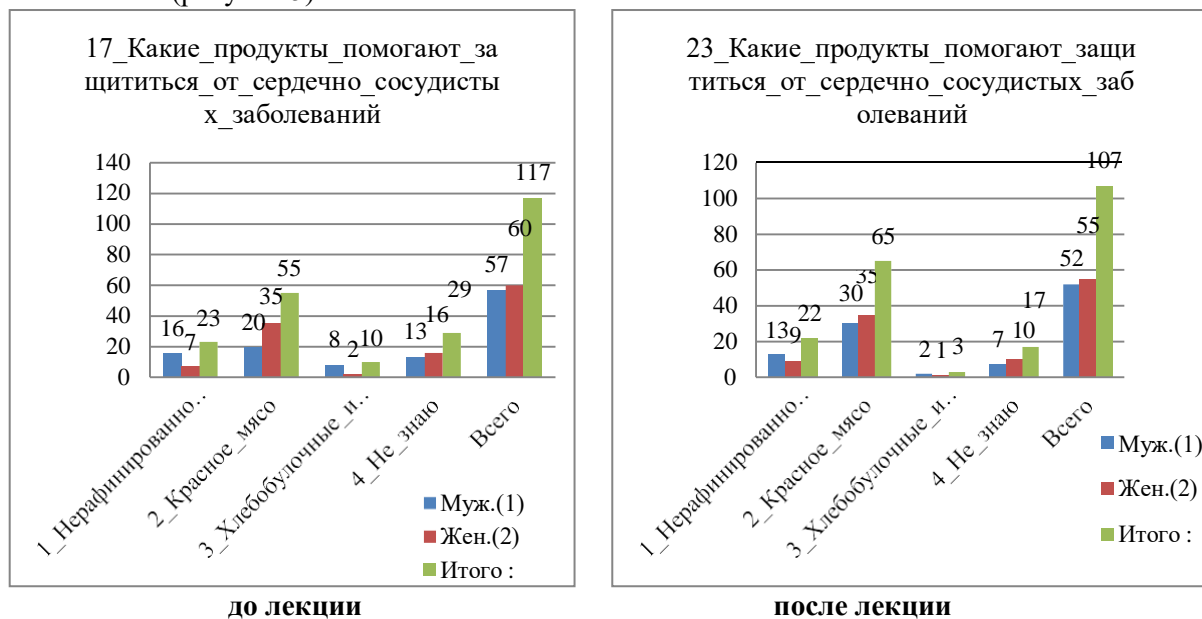 17_Какие_продукты_помогают_за
щититься_от_сердечно_сосудисты
х_заболеваний
140
120
100
80
60
40
20
0
16
7
23
20
35
55
8
2
10
13
16
29
57
60
117
1_Нерафинированно..
2_Красное_мясо
3_Хлебобулочные_и..
4_Не_знаю
Всего
Муж.(1)
Жен.(2)
Итого :
до лекции
23_Какие_продукты_помогают_защи
титься_от_сердечно_сосудистых_заб
олеваний
120
100
80
60
40
20
0
13
9
22
30
35
65
2
1
3
7
10
17
52
55
107
1_Нерафинированно..
2_Красное_мясо
3_Хлебобулочные_и..
4_Не_знаю
Всего
Муж.(1)
Жен.(2)
Итого :
после лекции